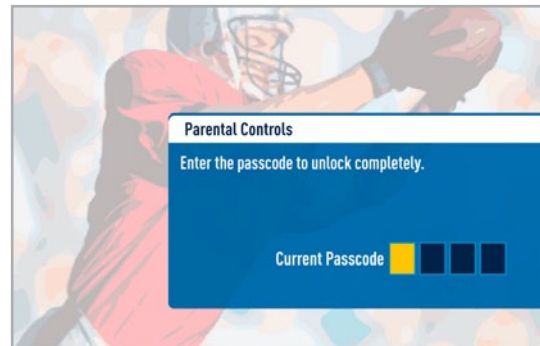 Parental Controls
Enter the passcode to unlock completely.
Current Passcode